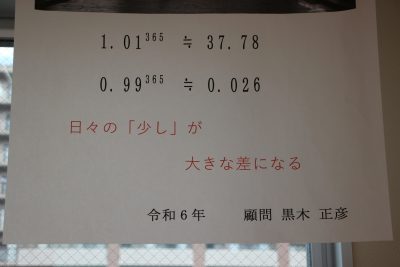 1.01³⁶⁵ ≒ 37.78
0.99³⁶⁵ ≒ 0.026
日々の「少し」が
大きな差になる
令和6年 顧問 黒木 正彦